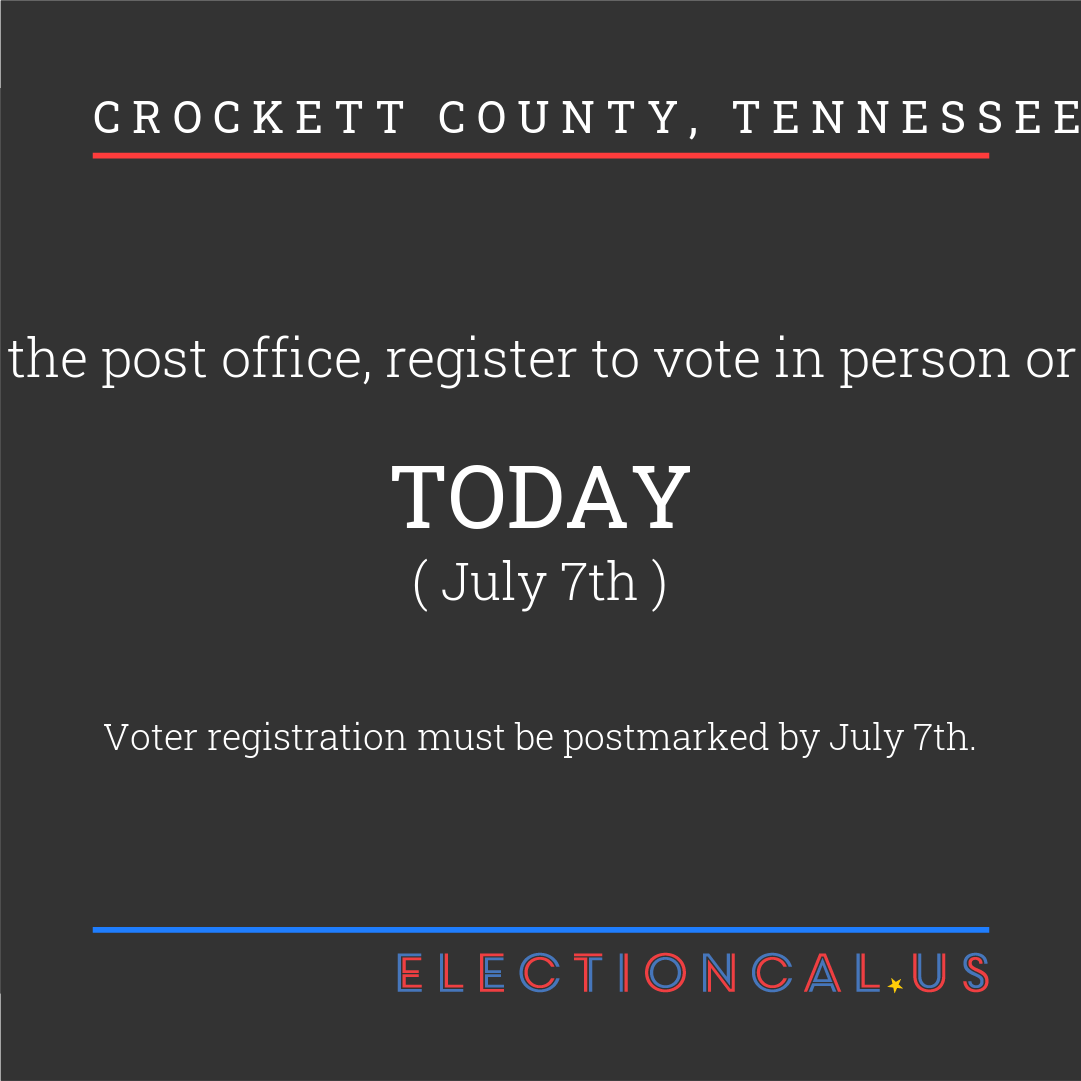 CROCKETT COUNTY, TENNESSEE
the post office, register to vote in person or
TODAY
( July 7th )
Voter registration must be postmarked by July 7th.
ELECTIONCAL.US